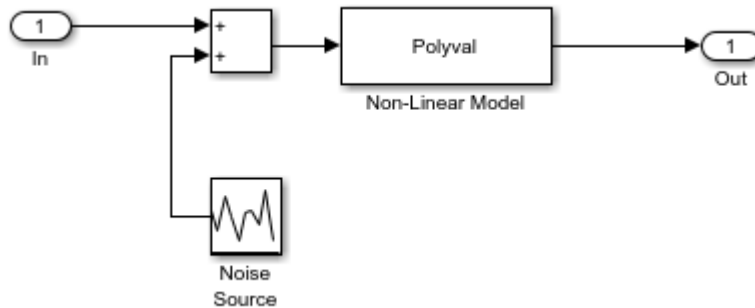 1
In
+
+
Polyval
Non-Linear Model
1
Out
Noise
Source